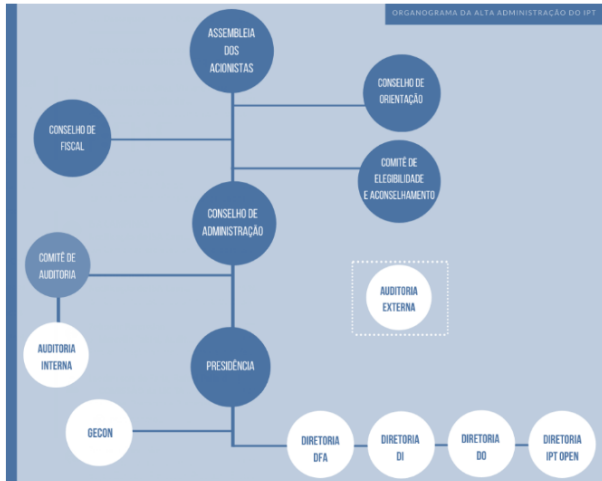 ORGANOGRAMA DA ALTA ADMINISTRAÇÃO DO IPT
ASSEMBLEIA
DOS
ACIONISTAS
CONSELHO DE
ORIENTAÇÃO
CONSELHO DE
FISCAL
COMITÊ DE
ELEGIBILIDADE
E ACONSELHAMENTO
CONSELHO DE
ADMINISTRAÇÃO
COMITÊ DE
AUDITORIA
AUDITORIA
EXTERNA
AUDITORIA
INTERNA
PRESIDÊNCIA
GECON
DIRETORIA
DFA
DIRETORIA
DI
DIRETORIA
DO
DIRETORIA
IPT OPEN